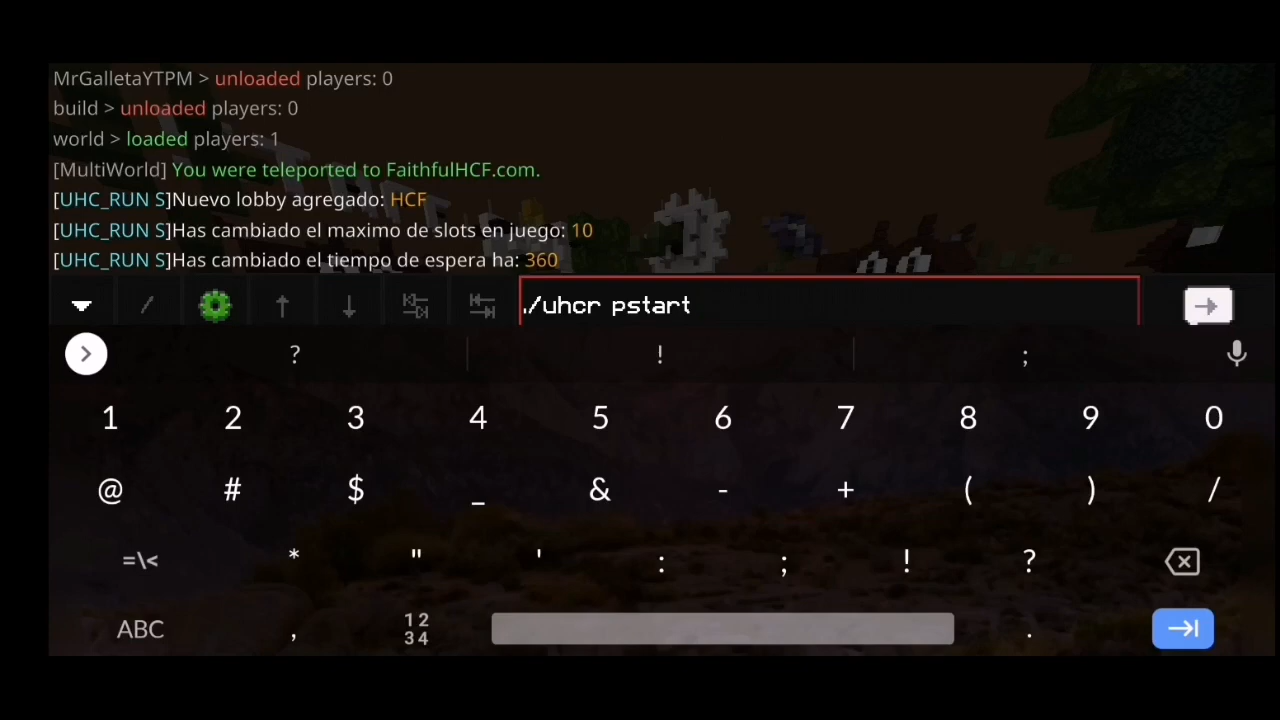 MrGalletaYTPM > unloaded players: 0
build > unloaded players: 0
world > loaded players: 1
[MultiWorld] You were teleported to FaithfulHCF.com.
[UHC_RUN S]Nuevo lobby agregado: HCF
[UHC_RUN S]Has cambiado el maximo de slots en juego: 10
[UHC_RUN S]Has cambiado el tiempo de espera ha: 360
./uhcr pstart
? ! ;
1 2 3 4 5 6 7 8 9 0
@ # $ _ & - + ( ) /
=\< * " ' : ; ! ?
ABC , 12 34 .